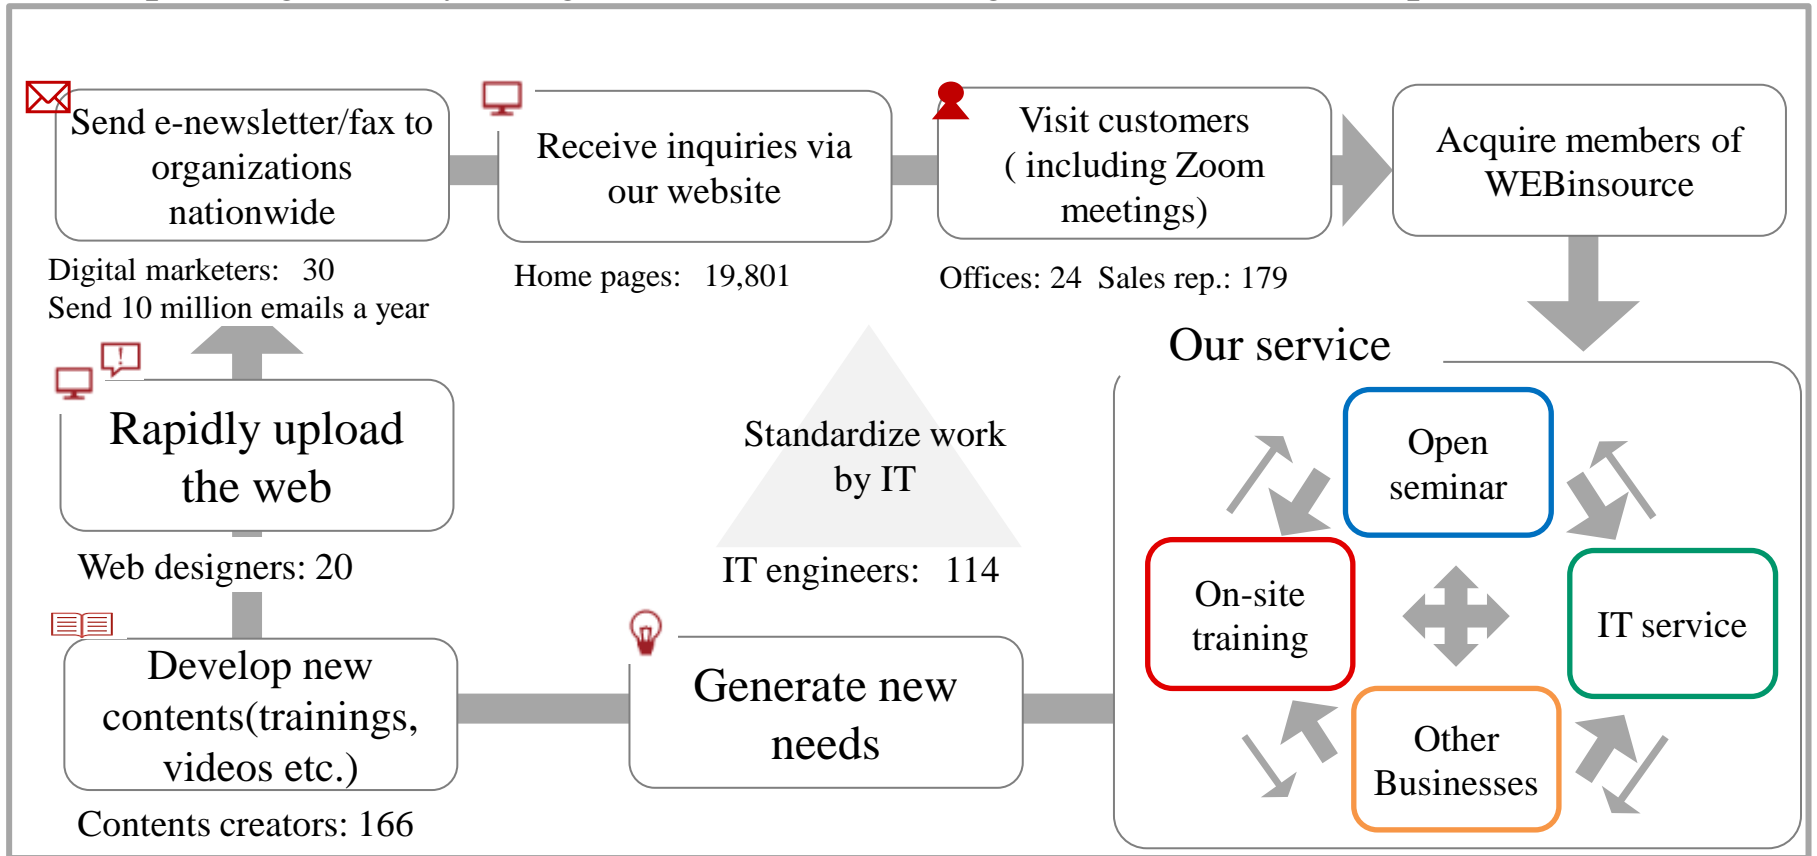 Send e-newsletter/fax to
organizations
nationwide
Digital marketers: 30
Send 10 million emails a year
Receive inquiries via
our website
Home pages: 19,801
Visit customers
( including Zoom
meetings)
Offices: 24 Sales rep.: 179
Acquire members of
WEBinsource
Rapidly upload
the web
Web designers: 20
Standardize work
by IT
IT engineers: 114
Our service
Open
seminar
On-site
training
IT service
Other
Businesses
Develop new
contents(trainings,
videos etc.)
Contents creators: 166
Generate new
needs